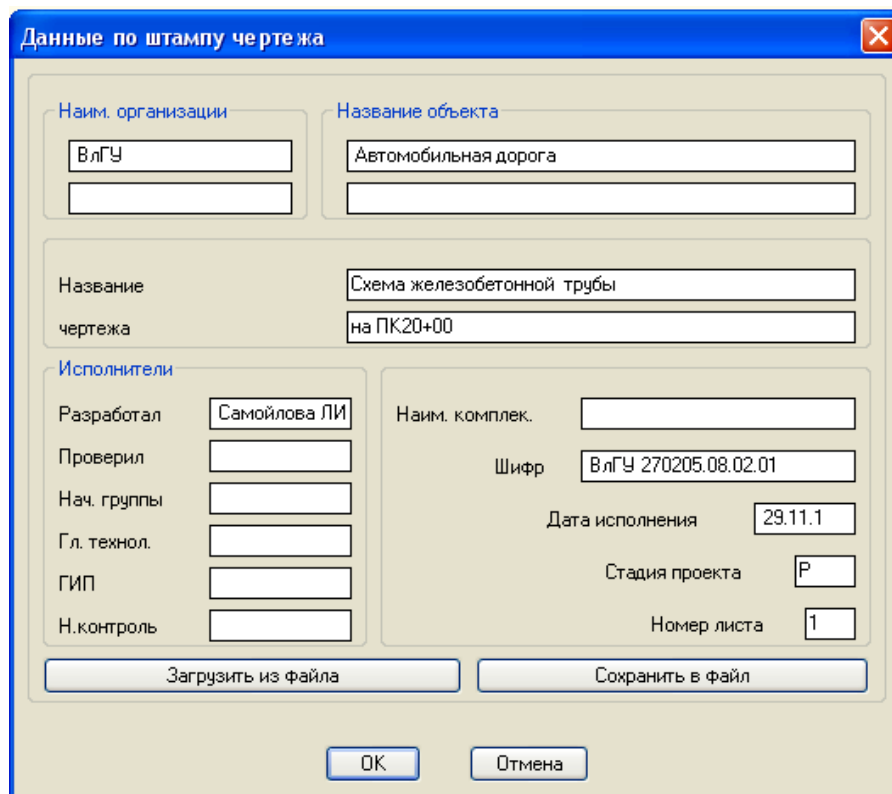 Данные по штампу чертежа
Наим. организации
Название объекта
ВлГУ
Автомобильная дорога
Название
Схема железобетонной трубы
чертежа
на ПК20+00
Исполнители
Разработал
Самойлова ЛИ
Наим. комплек.
Проверил
Шифр
ВлГУ 270205.08.02.01
Нач. группы
Дата исполнения
29.11.1
Гл. технол.
Стадия проекта
Р
ГИП
Н.контроль
Номер листа
1
Загрузить из файла
Сохранить в файл
OK
Отмена